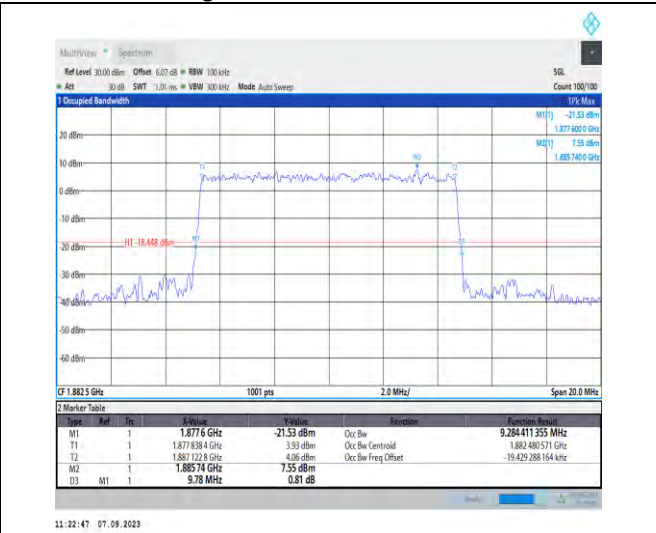 MultiView Spectrum
Ref Level 30.00 dBm Offset 6.07 dB RBW 100 kHz SGL
Att 30 dB SWT 1.01 ms VBW 300 kHz Mode Auto Sweep Count 100/100
1 Occupied Bandwidth 1Pk Max
M1[1] -21.53 dBm
1.877 600 0 GHz
M2[1] 7.55 dBm
1.885 740 0 GHz
20 dBm
10 dBm
T1 M2 T2
0 dBm
-10 dBm
H1 -18.448 dBm M1 D3
-20 dBm
-30 dBm
-40 dBm
-50 dBm
-60 dBm
CF 1.882 5 GHz 1001 pts 2.0 MHz/ Span 20.0 MHz
2 Marker Table
Type Ref Trc X-Value Y-Value Function Function Result
M1 1 1.877 6 GHz -21.53 dBm Occ Bw 9.284 411 355 MHz
T1 1 1.877 838 4 GHz 3.93 dBm Occ Bw Centroid 1.882 480 571 GHz
T2 1 1.887 122 8 GHz 4.06 dBm Occ Bw Freq Offset -19.429 288 164 kHz
M2 1 1.885 74 GHz 7.55 dBm
D3 M1 1 9.78 MHz 0.81 dB
11:22:47 07.09.2023